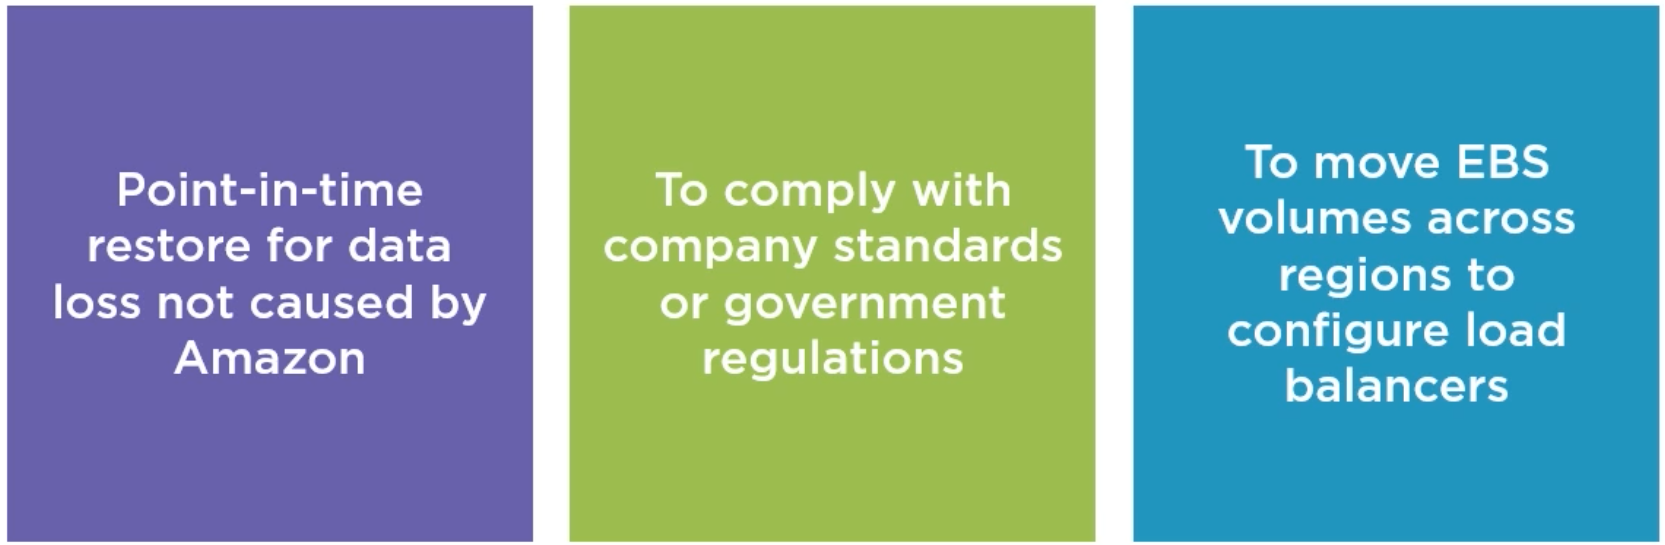 Point-in-time
restore for data
loss not caused by
Amazon
To comply with
company standards
or government
regulations
To move EBS
volumes across
regions to
configure load
balancers